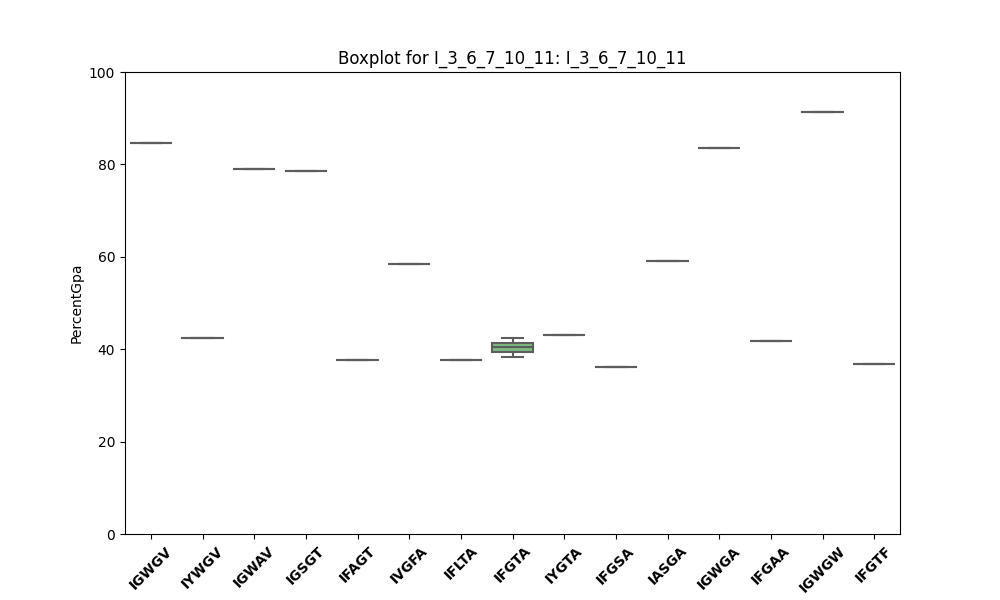 Boxplot for I_3_6_7_10_11: I_3_6_7_10_11
PercentGpa
100
80
60
40
20
0
IGWGV
IYWGV
IGWAV
IGSGT
IFAGT
IVGFA
IFLTA
IFGTA
IYGTA
IFGSA
IASGA
IGWGA
IFGAA
IGWGW
IFGTF